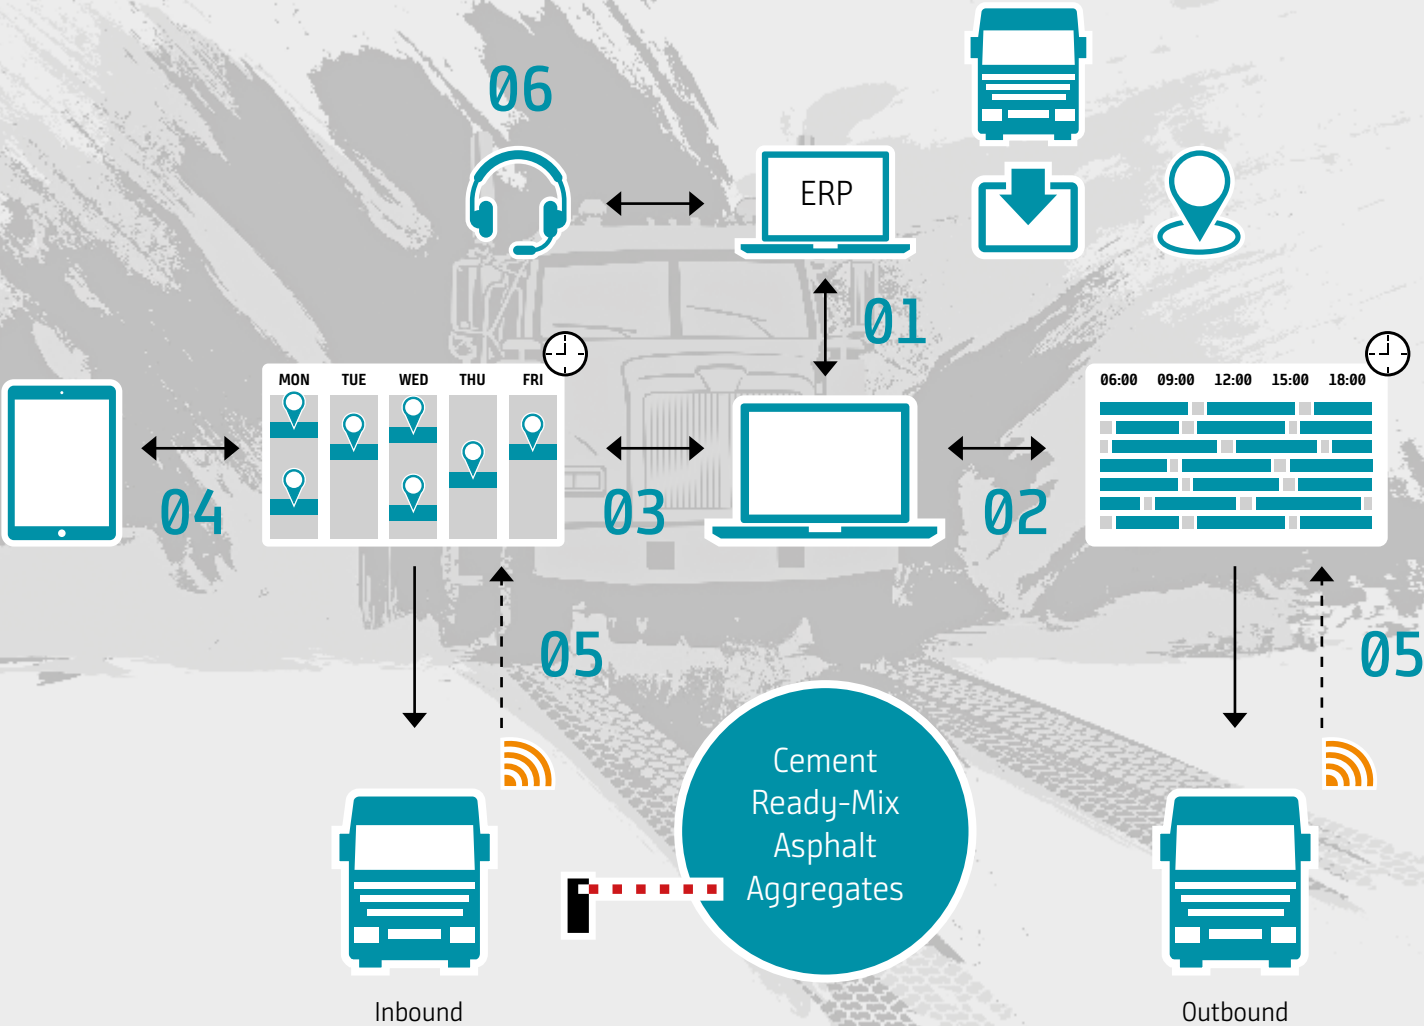 06
ERP
01
MON TUE WED THU FRI
06:00 09:00 12:00 15:00 18:00
04
03
02
05
05
Cement
Ready-Mix
Asphalt
Aggregates
Inbound
Outbound